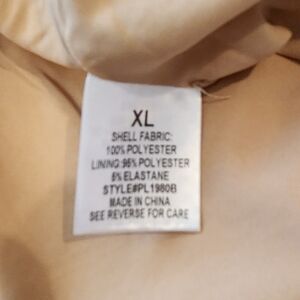 XL
SHELL FABRIC:
100% POLYESTER
LINING:95% POLYESTER
5% ELASTANE
STYLE#PL1980B
MADE IN CHINA
SEE REVERSE FOR CARE